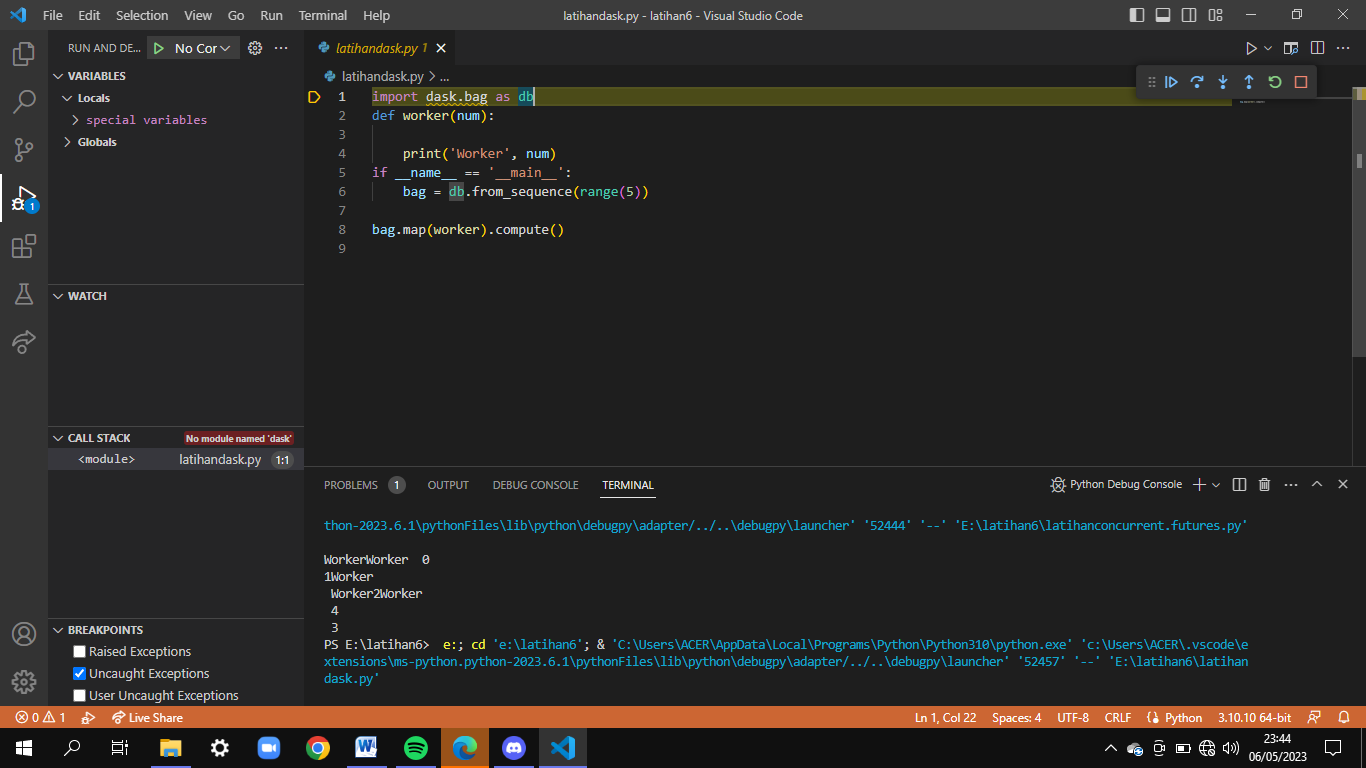 File Edit Selection View Go Run Terminal Help
latihandask.py - latihan6 - Visual Studio Code
RUN AND DE...
No Cor
latihandask.py 1
VARIABLES
Locals
special variables
Globals
latihandask.py > ...
1 import dask.bag as db
2 def worker(num):
3
4 print('Worker', num)
5 if __name__ == '__main__':
6 bag = db.from_sequence(range(5))
7
8 bag.map(worker).compute()
9
WATCH
CALL STACK No module named 'dask'
<module> latihandask.py 1:1
BREAKPOINTS
Raised Exceptions
Uncaught Exceptions
User Uncaught Exceptions
PROBLEMS 1 OUTPUT DEBUG CONSOLE TERMINAL
Python Debug Console
thon-2023.6.1\pythonFiles\lib\python\debugpy\adapter/../..\debugpy\launcher' '52444' '--' 'E:\latihan6\latihanconcurrent.futures.py'
WorkerWorker 0
1Worker
Worker2Worker
4
3
PS E:\latihan6> e:; cd 'e:\latihan6'; & 'C:\Users\ACER\AppData\Local\Programs\Python\Python310\python.exe' 'c:\Users\ACER\.vscode\e
xtensions\ms-python.python-2023.6.1\pythonFiles\lib\python\debugpy\adapter/../..\debugpy\launcher' '52457' '--' 'E:\latihan6\latihan
dask.py'
1
0 1 Live Share
Ln 1, Col 22 Spaces: 4 UTF-8 CRLF Python 3.10.10 64-bit
23:44
06/05/2023